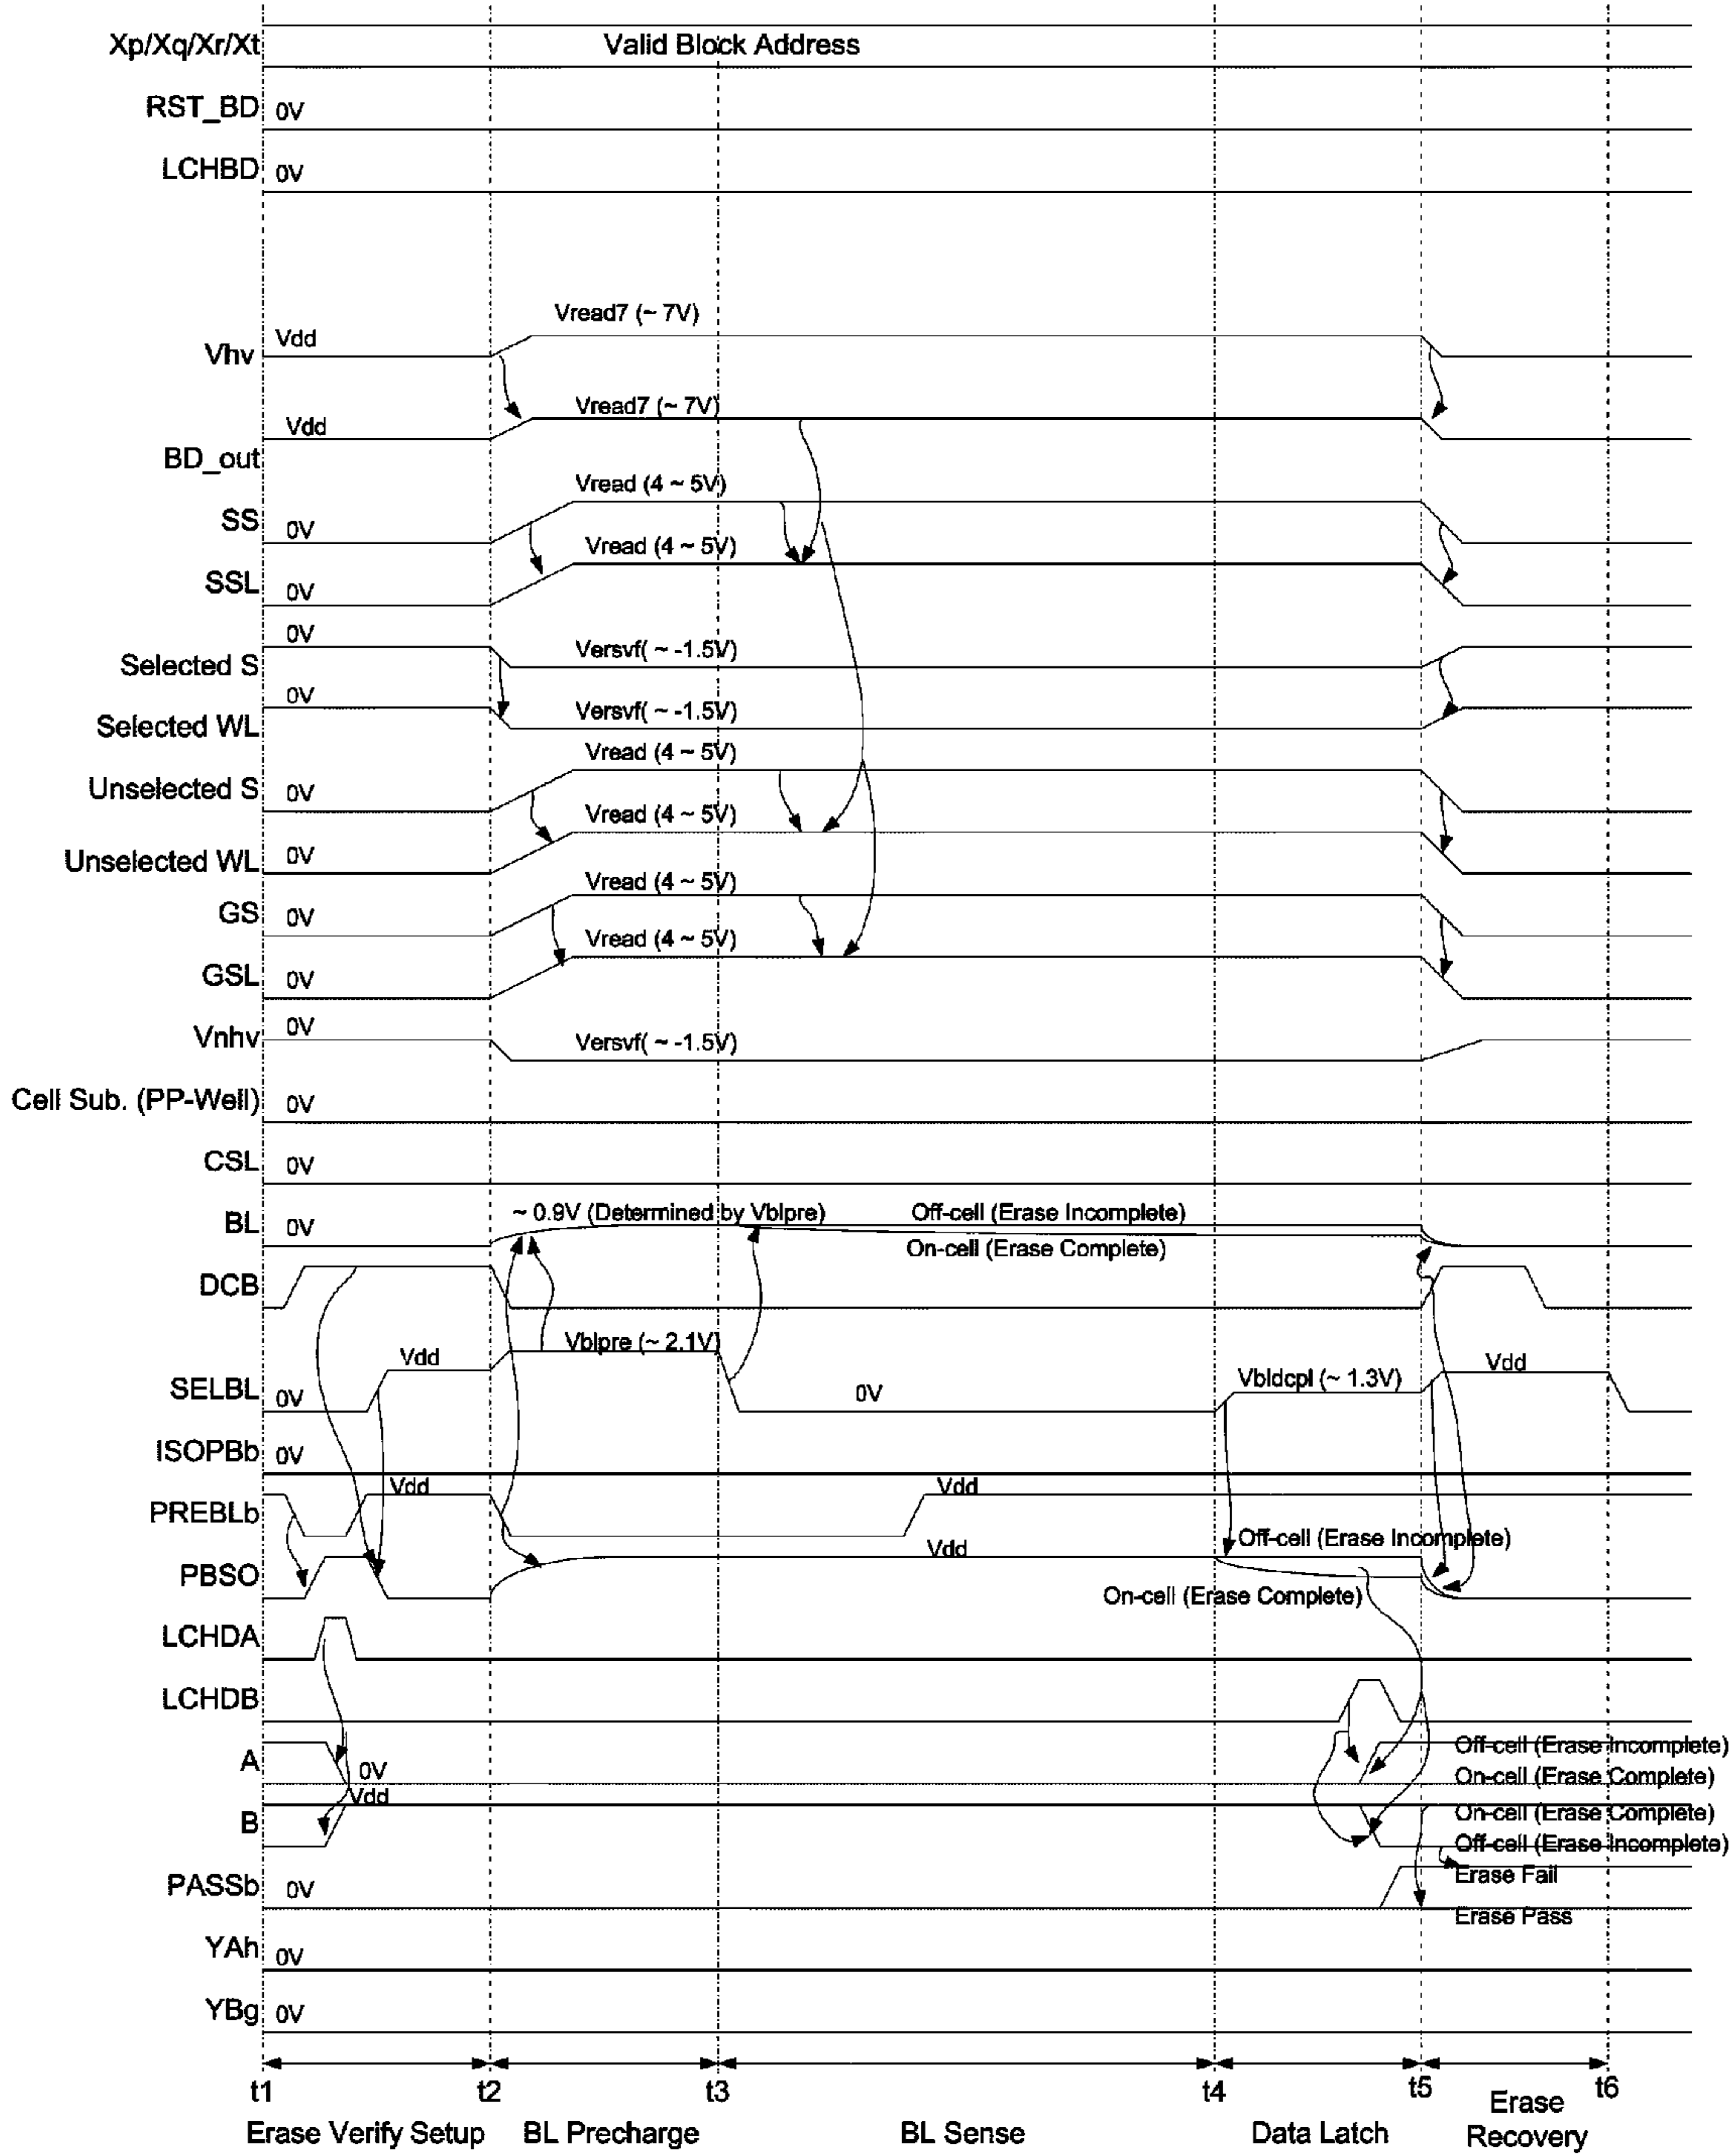 Xp/Xq/Xr/Xt Valid Block Address
RST_BD 0V
LCHBD 0V
Vread7 (~ 7V)
Vhv Vdd
Vread7 (~ 7V)
Vdd
BD_out
Vread (4 ~ 5V)
SS 0V
Vread (4 ~ 5V)
SSL 0V
0V
Selected S Versvf( ~ -1.5V)
0V
Selected WL Versvf( ~ -1.5V)
Vread (4 ~ 5V)
Unselected S 0V
Vread (4 ~ 5V)
Unselected WL 0V
Vread (4 ~ 5V)
GS 0V
Vread (4 ~ 5V)
GSL 0V
0V
Vnhv Versvf( ~ -1.5V)
Cell Sub. (PP-Well) 0V
CSL 0V
~ 0.9V (Determined by Vblpre) Off-cell (Erase Incomplete)
BL 0V
On-cell (Erase Complete)
DCB
Vblpre (~ 2.1V)
Vdd Vdd
SELBL 0V 0V Vbldcpl (~ 1.3V)
ISOPBb 0V
Vdd Vdd
PREBLb
Off-cell (Erase Incomplete)
Vdd
PBSO
On-cell (Erase Complete)
LCHDA
LCHDB
Off-cell (Erase Incomplete)
A 0V On-cell (Erase Complete)
Vdd
On-cell (Erase Complete)
B
Off-cell (Erase Incomplete)
Erase Fail
PASSb 0V
Erase Pass
YAh 0V
YBg 0V
t1 t2 t3 t4 t5 t6
Erase Verify Setup BL Precharge BL Sense Data Latch Erase
Recovery